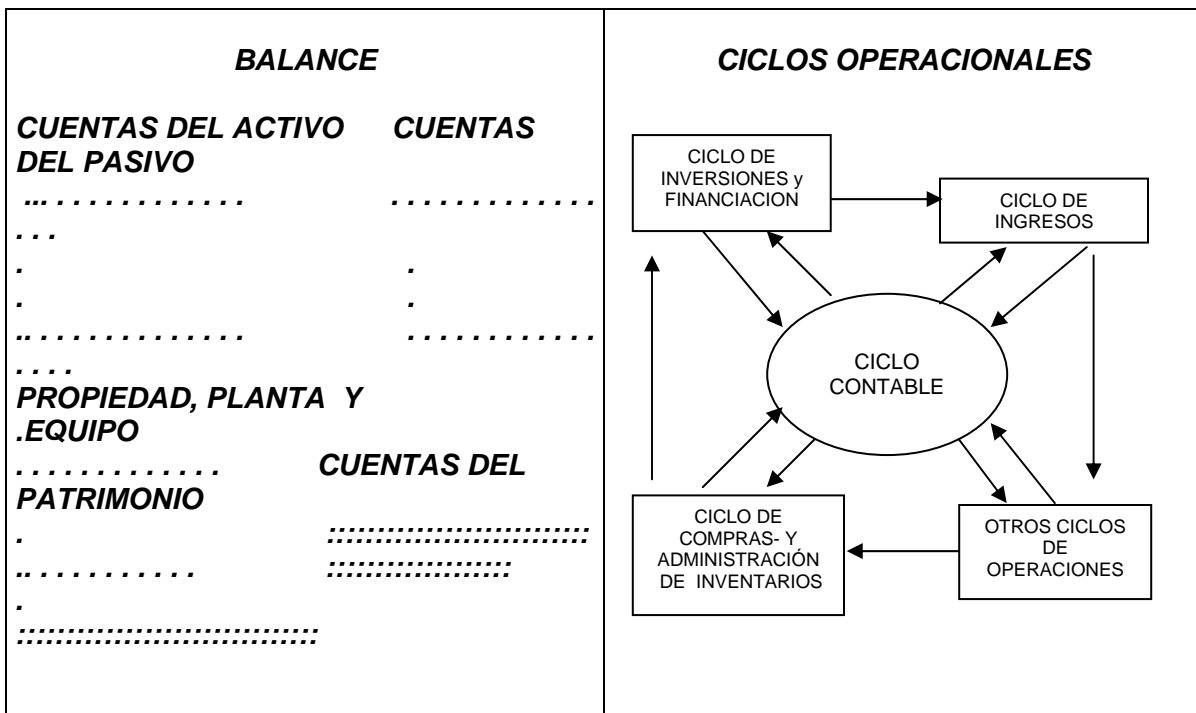 BALANCE
CUENTAS DEL ACTIVO CUENTAS
DEL PASIVO
... . . . . . . . . . . . . . . . . . . . . . . . . .
. . .
. .
. .
.. . . . . . . . . . . . . . . . . . . . . . . . . .
. . . .
PROPIEDAD, PLANTA Y
.EQUIPO
. . . . . . . . . . . . . CUENTAS DEL
PATRIMONIO
. :::::::::::::::::::::::::::
.. . . . . . . . . . . :::::::::::::::::::
.
:::::::::::::::::::::::::::::::
CICLOS OPERACIONALES
CICLO DE
INVERSIONES y
FINANCIACION
CICLO DE
INGRESOS
CICLO
CONTABLE
CICLO DE
COMPRAS- Y
ADMINISTRACIÓN
DE INVENTARIOS
OTROS CICLOS
DE
OPERACIONES